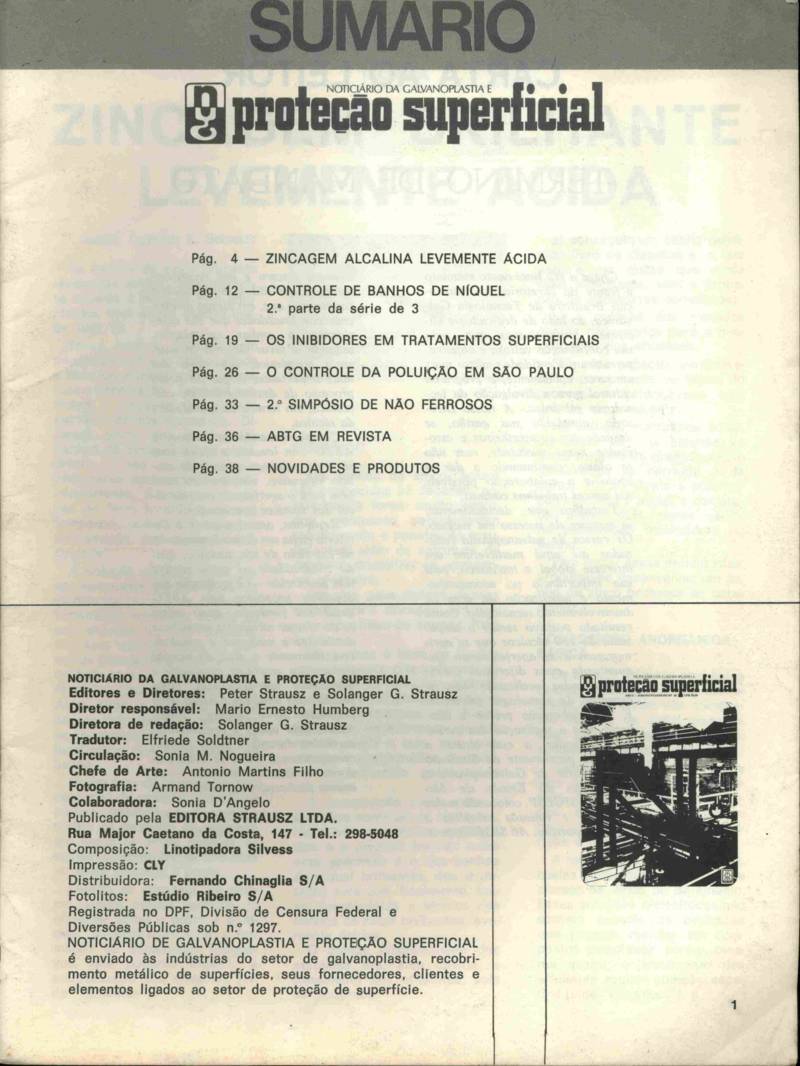 SUMÁRIO
NOTICIÁRIO DA GALVANOPLASTIA E
proteção superficial
Pág. 4 — ZINCAGEM ALCALINA LEVEMENTE ÁCIDA
Pág. 12 — CONTROLE DE BANHOS DE NÍQUEL
2.ª parte da série de 3
Pág. 19 — OS INIBIDORES EM TRATAMENTOS SUPERFICIAIS
Pág. 26 — O CONTROLE DA POLUIÇÃO EM SÃO PAULO
Pág. 33 — 2.º SIMPÓSIO DE NÃO FERROSOS
Pág. 36 — ABTG EM REVISTA
Pág. 38 — NOVIDADES E PRODUTOS
NOTICIÁRIO DA GALVANOPLASTIA E PROTEÇÃO SUPERFICIAL
Editores e Diretores: Peter Strausz e Solanger G. Strausz
Diretor responsável: Mario Ernesto Humberg
Diretora de redação: Solanger G. Strausz
Tradutor: Elfriede Soldtner
Circulação: Sonia M. Nogueira
Chefe de Arte: Antonio Martins Filho
Fotografia: Armand Tornow
Colaboradora: Sonia D'Angelo
Publicado pela EDITORA STRAUSZ LTDA.
Rua Major Caetano da Costa, 147 - Tel.: 298-5048
Composição: Linotipadora Silvess
Impressão: CLY
Distribuidora: Fernando Chinaglia S/A
Fotolitos: Estúdio Ribeiro S/A
Registrada no DPF, Divisão de Censura Federal e
Diversões Públicas sob n.º 1297.
NOTICIÁRIO DE GALVANOPLASTIA E PROTEÇÃO SUPERFICIAL
é enviado às indústrias do setor de galvanoplastia, recobri-
mento metálico de superfícies, seus fornecedores, clientes e
elementos ligados ao setor de proteção de superfície.
proteção superficial
1